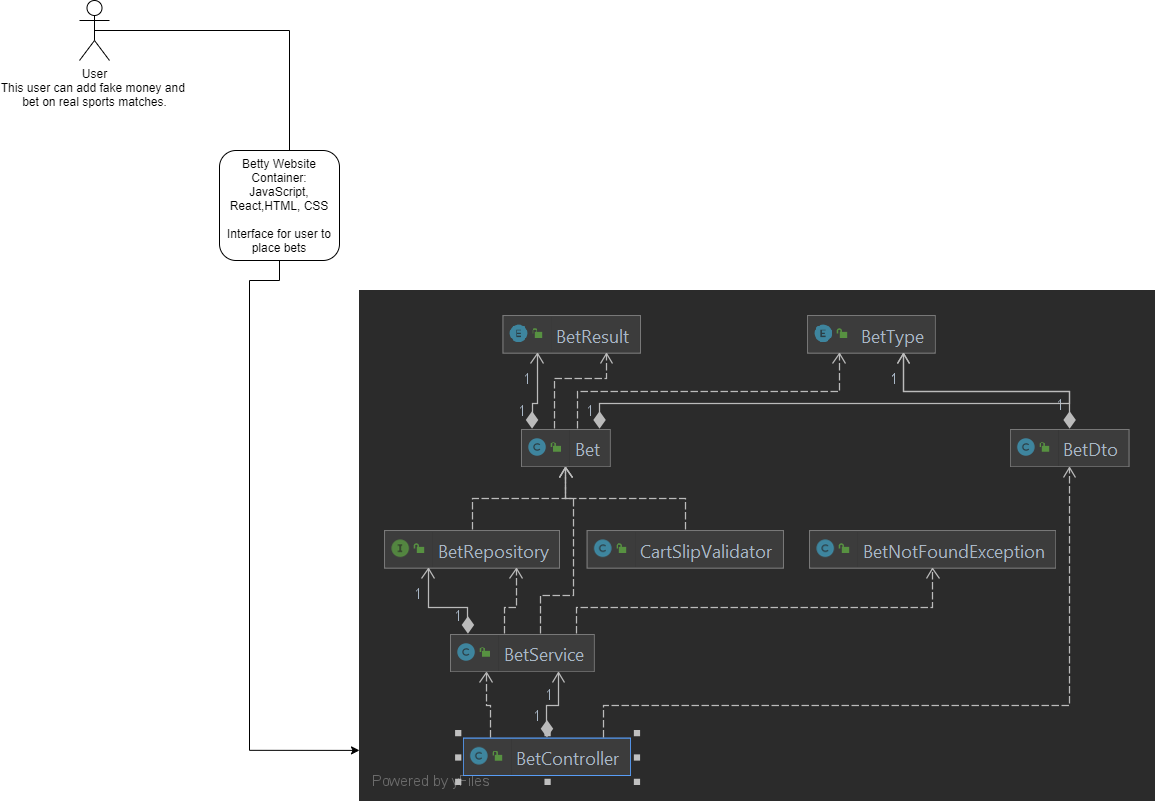 User
This user can add fake money and
bet on real sports matches.
Betty Website
Container:
JavaScript,
React,HTML, CSS
Interface for user to
place bets
E BetResult
E BetType
1
1
1
1
1
C Bet
C BetDto
I BetRepository
C CartSlipValidator
C BetNotFoundException
1
1
C BetService
1
1
C BetController
Powered by yFiles